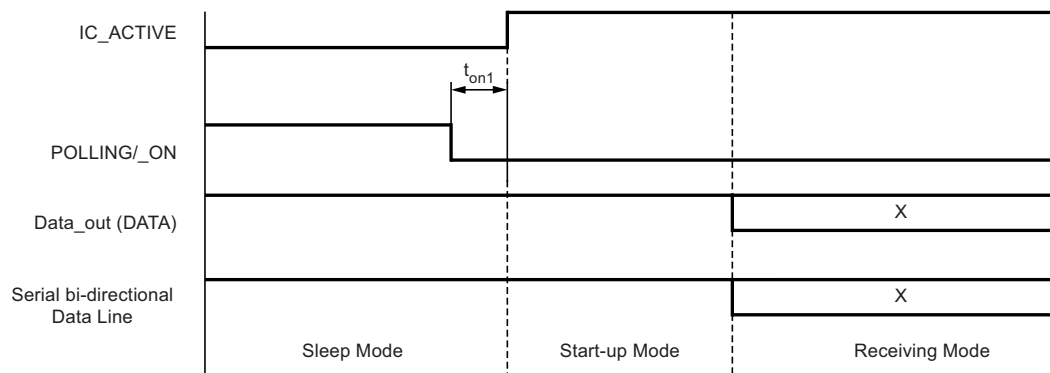 IC_ACTIVE
t_on1
POLLING/_ON
Data_out (DATA)
X
Serial bi-directional
Data Line
X
Sleep Mode
Start-up Mode
Receiving Mode